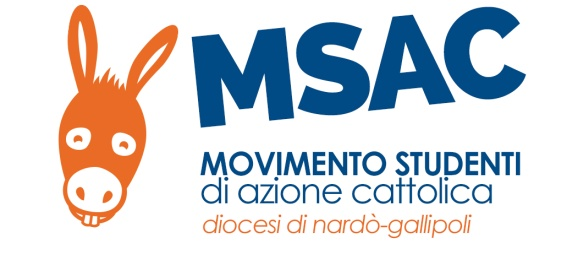 MSAC
MOVIMENTO STUDENTI
di azione cattolica
diocesi di nardò-gallipoli